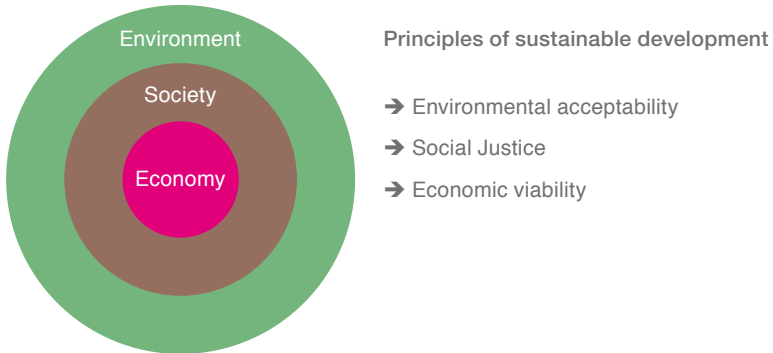 Environment
Society
Economy
Principles of sustainable development
➔ Environmental acceptability
➔ Social Justice
➔ Economic viability